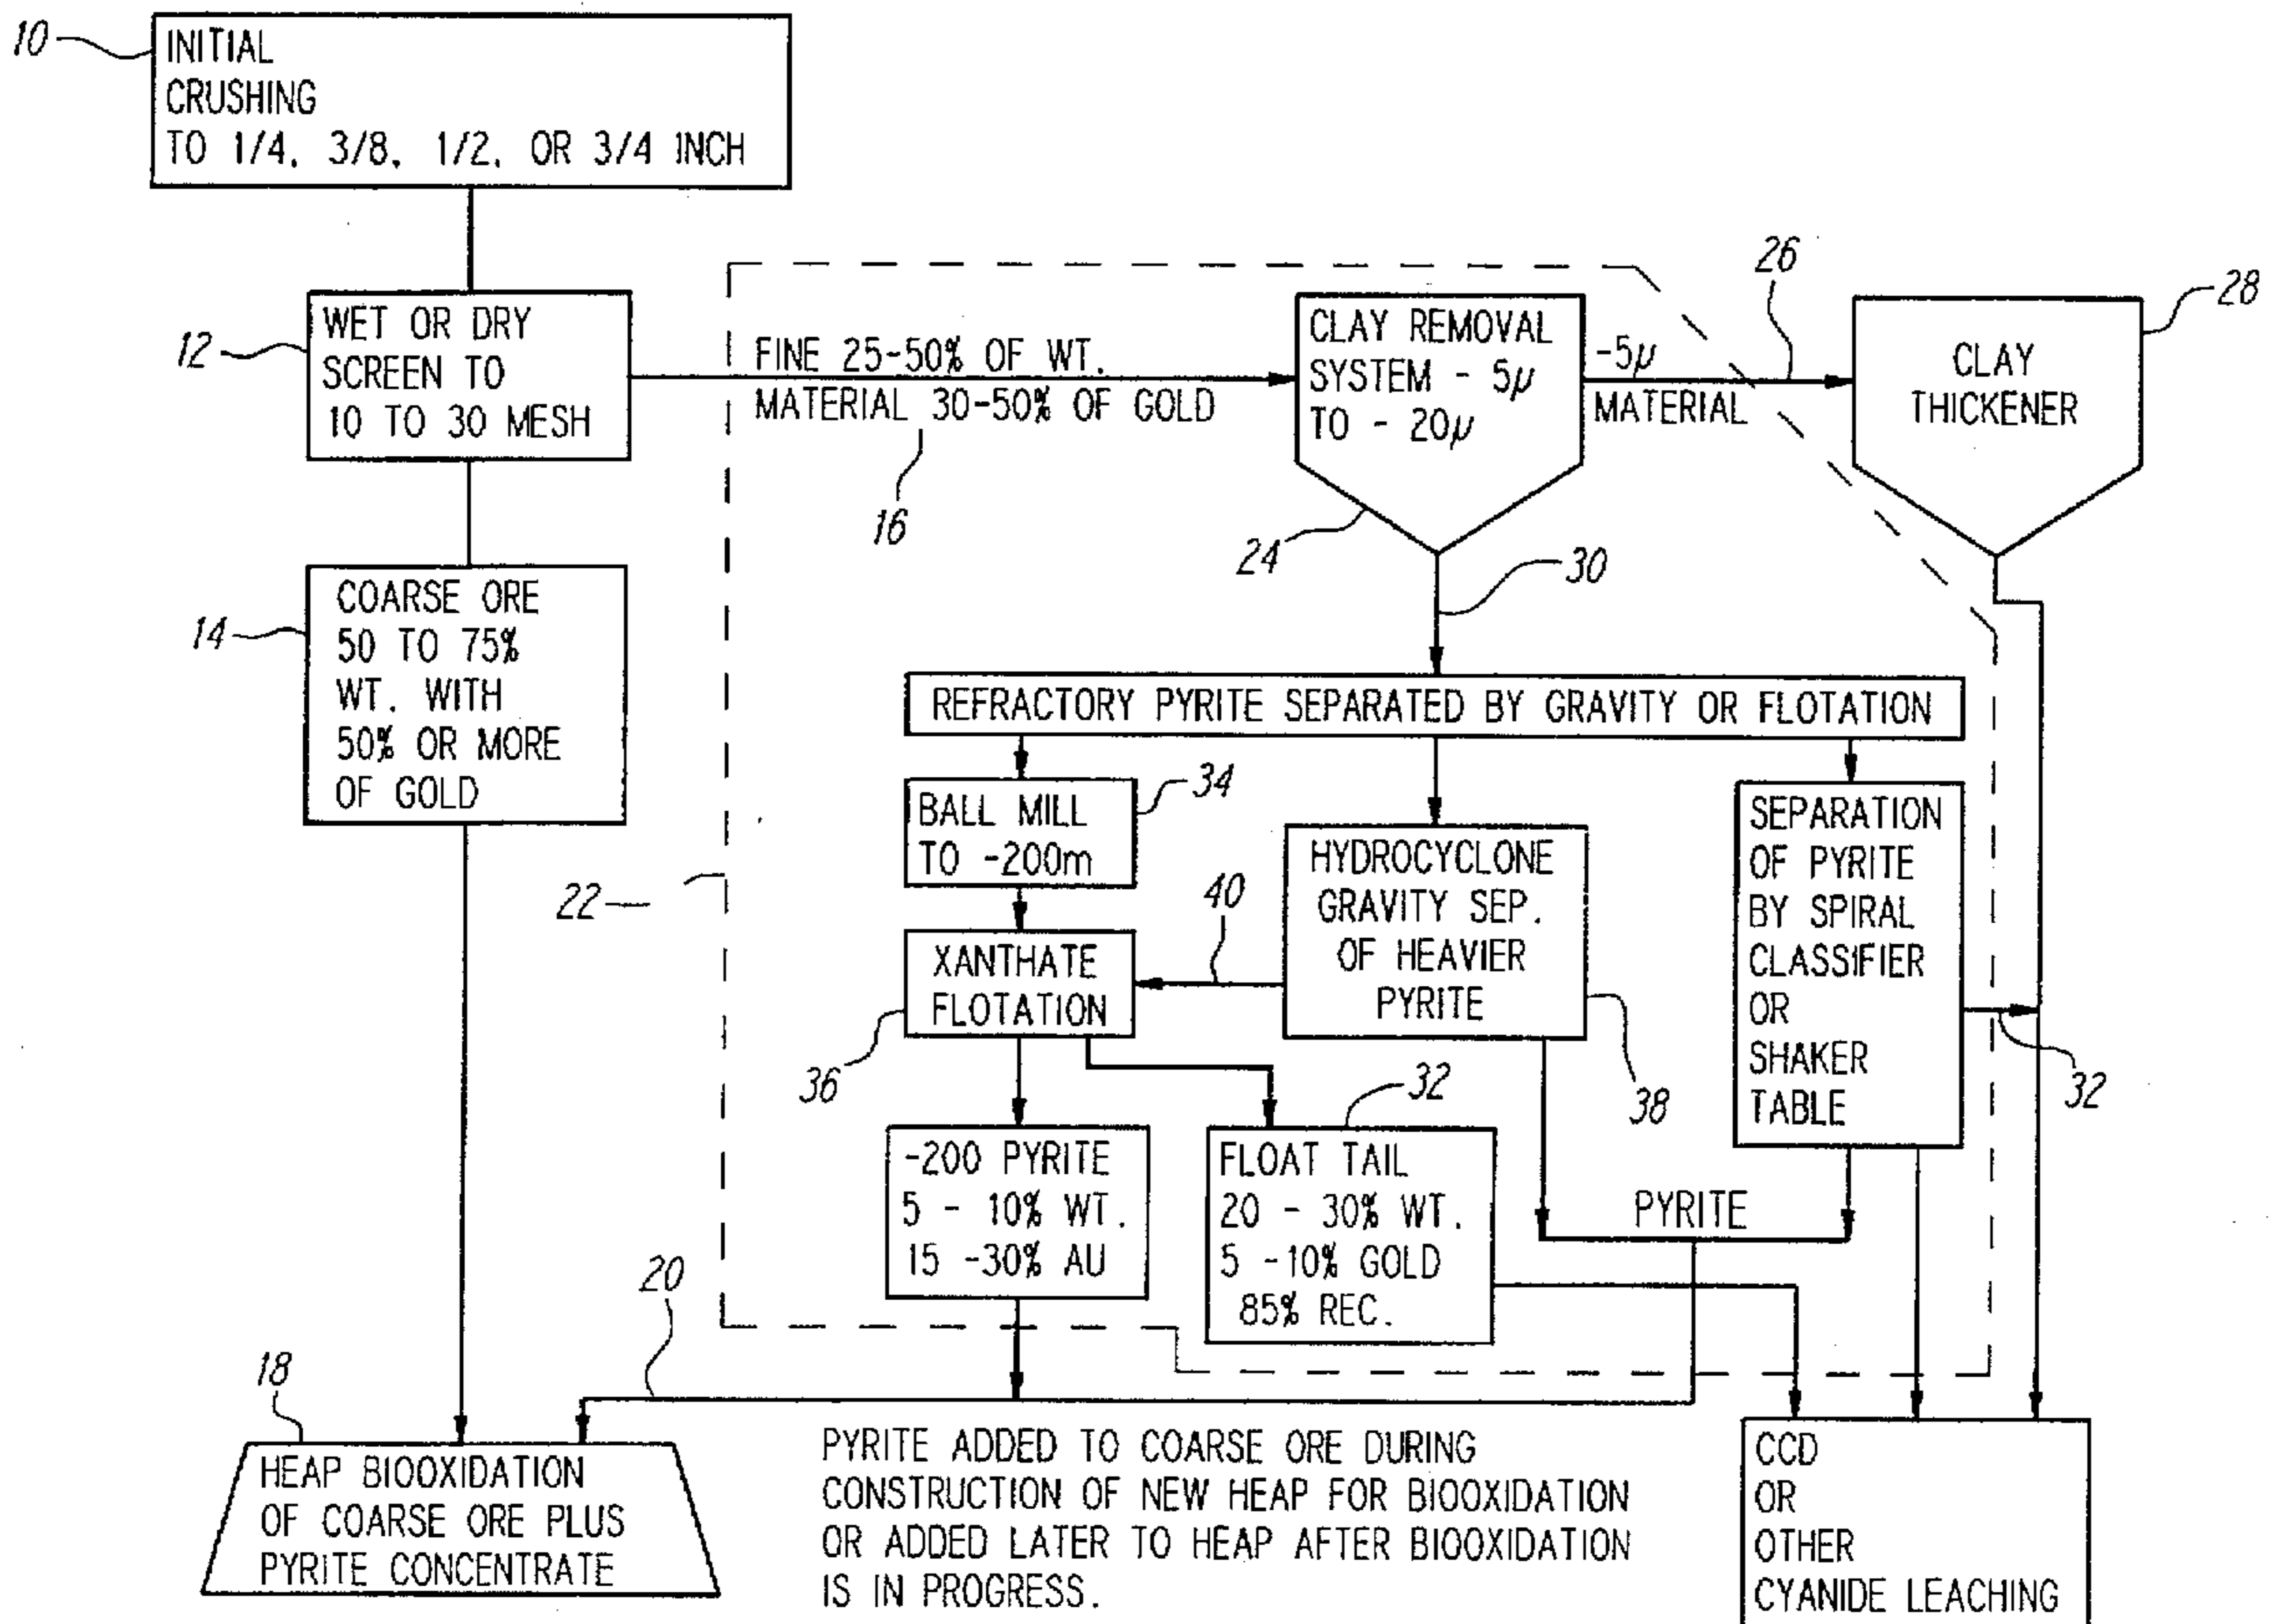 10
INITIAL
CRUSHING
TO 1/4, 3/8, 1/2, OR 3/4 INCH
12
WET OR DRY
SCREEN TO
10 TO 30 MESH
FINE 25-50% OF WT.
MATERIAL 30-50% OF GOLD
16
CLAY REMOVAL
SYSTEM - 5µ
TO - 20µ
24
-5µ
MATERIAL
26
CLAY
THICKENER
28
14
COARSE ORE
50 TO 75%
WT. WITH
50% OR MORE
OF GOLD
30
REFRACTORY PYRITE SEPARATED BY GRAVITY OR FLOTATION
22
BALL MILL
TO -200m
34
XANTHATE
FLOTATION
36
40
HYDROCYCLONE
GRAVITY SEP.
OF HEAVIER
PYRITE
38
SEPARATION
OF PYRITE
BY SPIRAL
CLASSIFIER
OR
SHAKER
TABLE
32
-200 PYRITE
5 - 10% WT.
15 -30% AU
32
FLOAT TAIL
20 - 30% WT.
5 -10% GOLD
85% REC.
PYRITE
20
18
HEAP BIOOXIDATION
OF COARSE ORE PLUS
PYRITE CONCENTRATE
PYRITE ADDED TO COARSE ORE DURING
CONSTRUCTION OF NEW HEAP FOR BIOOXIDATION
OR ADDED LATER TO HEAP AFTER BIOOXIDATION
IS IN PROGRESS.
CCD
OR
OTHER
CYANIDE LEACHING